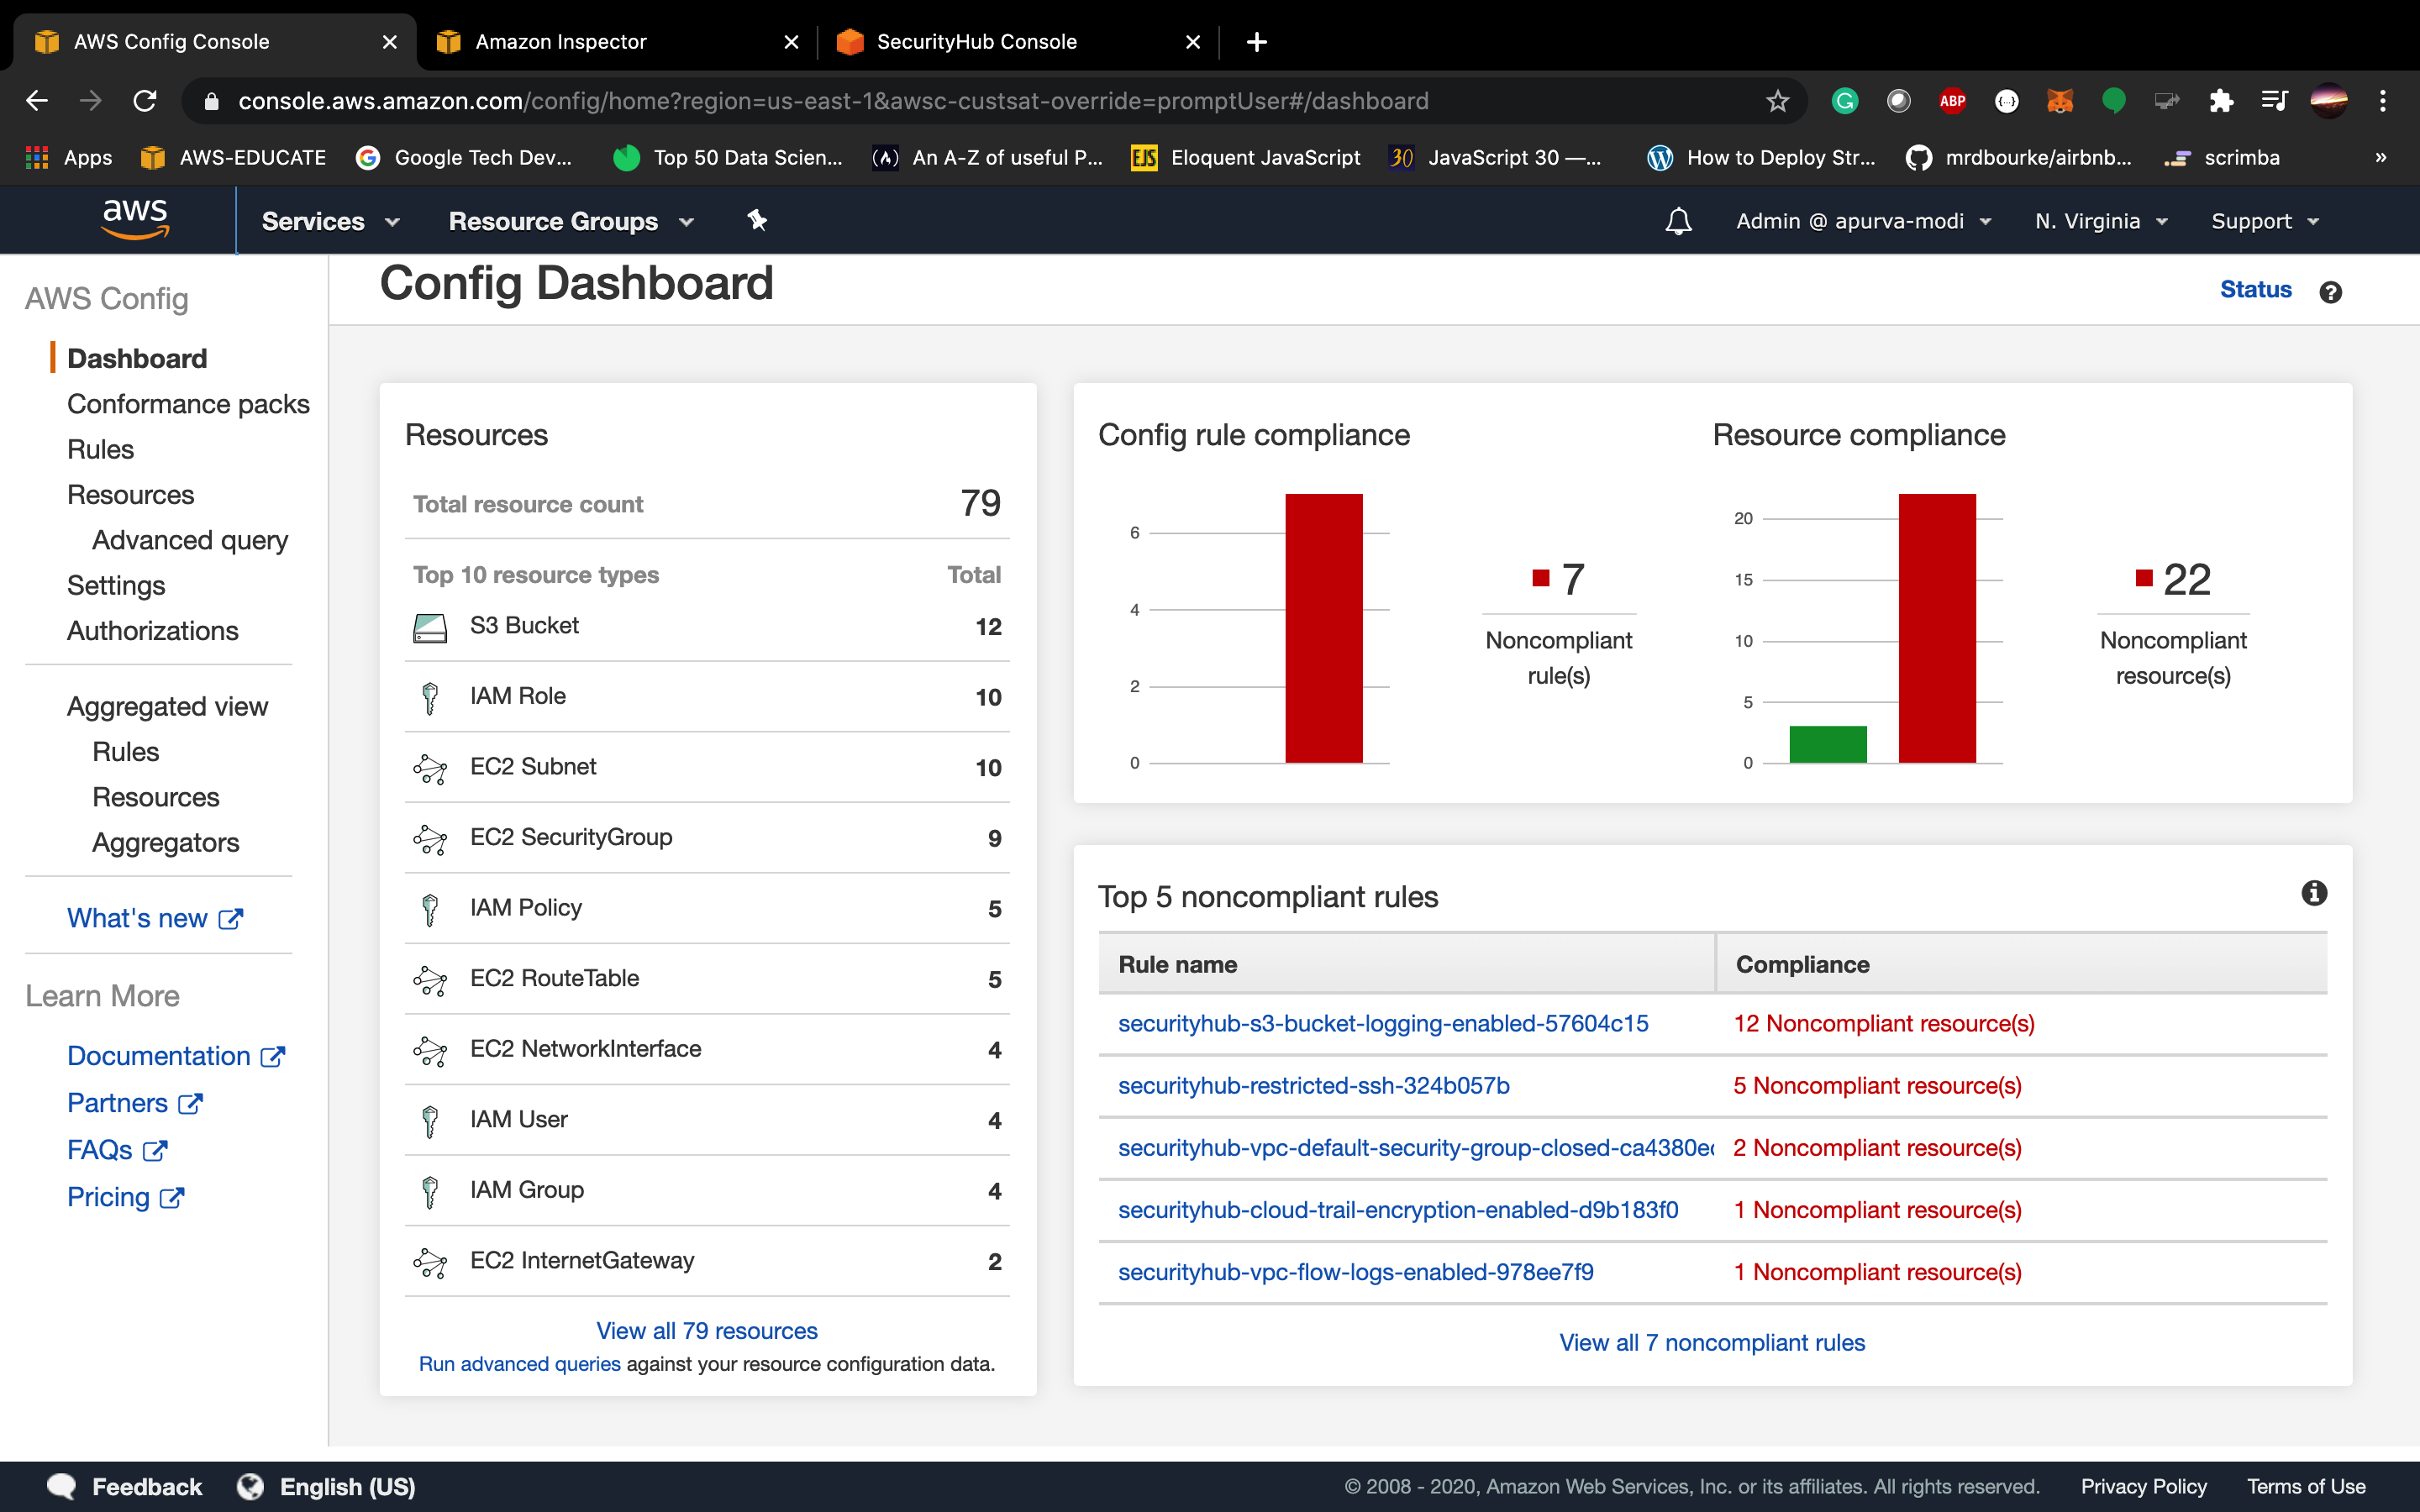 AWS Config Console
Amazon Inspector
SecurityHub Console
console.aws.amazon.com/config/home?region=us-east-1&awsc-custsat-override=promptUser#/dashboard
ABP
Apps
AWS-EDUCATE
Google Tech Dev...
Top 50 Data Scien...
An A-Z of useful P...
EJS Eloquent JavaScript
30 JavaScript 30 —...
How to Deploy Str...
mrdbourke/airbnb...
scrimba
»
aws
Services
Resource Groups
Admin @ apurva-modi
N. Virginia
Support
AWS Config
Dashboard
Conformance packs
Rules
Resources
Advanced query
Settings
Authorizations
Aggregated view
Rules
Resources
Aggregators
What's new
Learn More
Documentation
Partners
FAQs
Pricing
Config Dashboard
Status
Resources
Total resource count 79
Top 10 resource types Total
S3 Bucket 12
IAM Role 10
EC2 Subnet 10
EC2 SecurityGroup 9
IAM Policy 5
EC2 RouteTable 5
EC2 NetworkInterface 4
IAM User 4
IAM Group 4
EC2 InternetGateway 2
View all 79 resources
Run advanced queries against your resource configuration data.
Config rule compliance
6
4
2
0
7
Noncompliant
rule(s)
Resource compliance
20
15
10
5
0
22
Noncompliant
resource(s)
Top 5 noncompliant rules
Rule name Compliance
securityhub-s3-bucket-logging-enabled-57604c15 12 Noncompliant resource(s)
securityhub-restricted-ssh-324b057b 5 Noncompliant resource(s)
securityhub-vpc-default-security-group-closed-ca4380e 2 Noncompliant resource(s)
securityhub-cloud-trail-encryption-enabled-d9b183f0 1 Noncompliant resource(s)
securityhub-vpc-flow-logs-enabled-978ee7f9 1 Noncompliant resource(s)
View all 7 noncompliant rules
Feedback
English (US)
© 2008 - 2020, Amazon Web Services, Inc. or its affiliates. All rights reserved.
Privacy Policy
Terms of Use